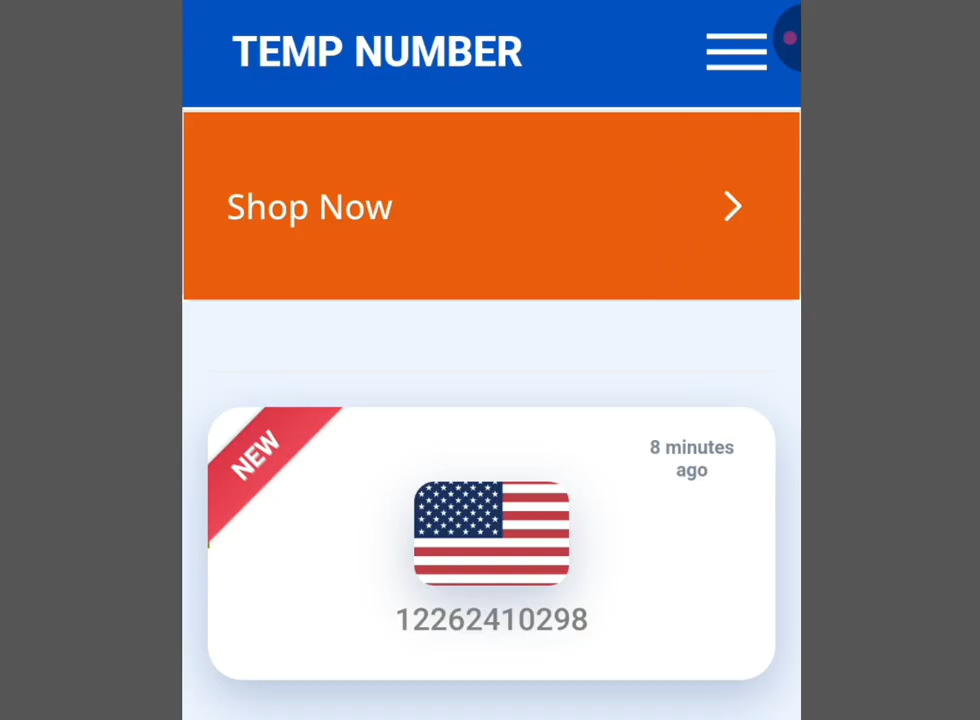 TEMP NUMBER
Shop Now
NEW
8 minutes
ago
12262410298